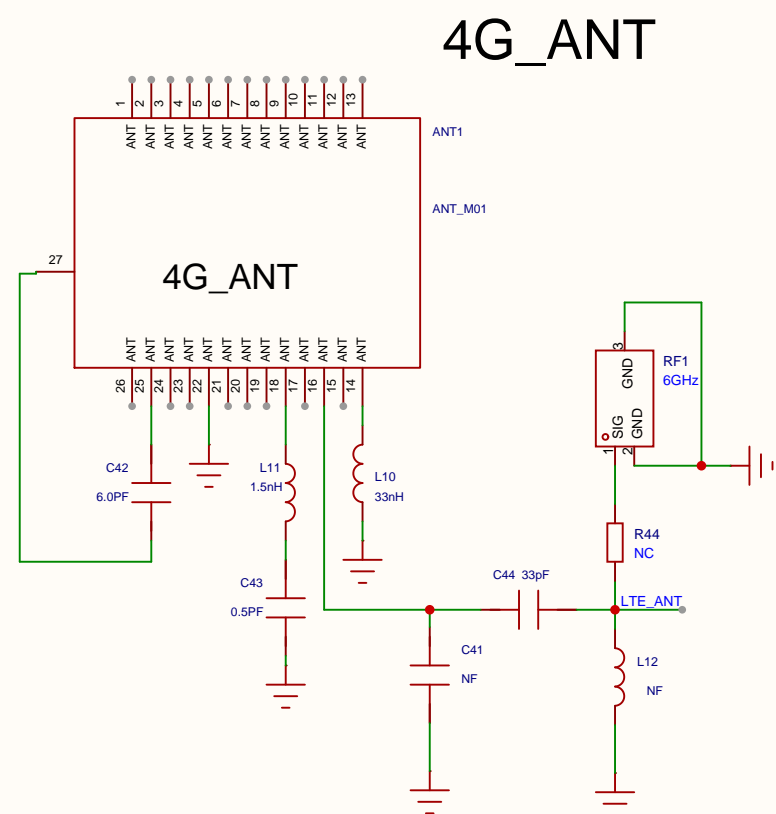 4G_ANT
1 2 3 4 5 6 7 8 9 10 11 12 13
ANT ANT ANT ANT ANT ANT ANT ANT ANT ANT ANT ANT ANT
ANT1
ANT_M01
27
4G_ANT
ANT ANT ANT ANT ANT ANT ANT ANT ANT ANT ANT ANT ANT
26 25 24 23 22 21 20 19 18 17 16 15 14
3
GND
RF1
6GHz
SIG GND
1 2
C42
6.0PF
L11
1.5nH
L10
33nH
R44
NC
C43
0.5PF
C44 33pF
LTE_ANT
C41
NF
L12
NF